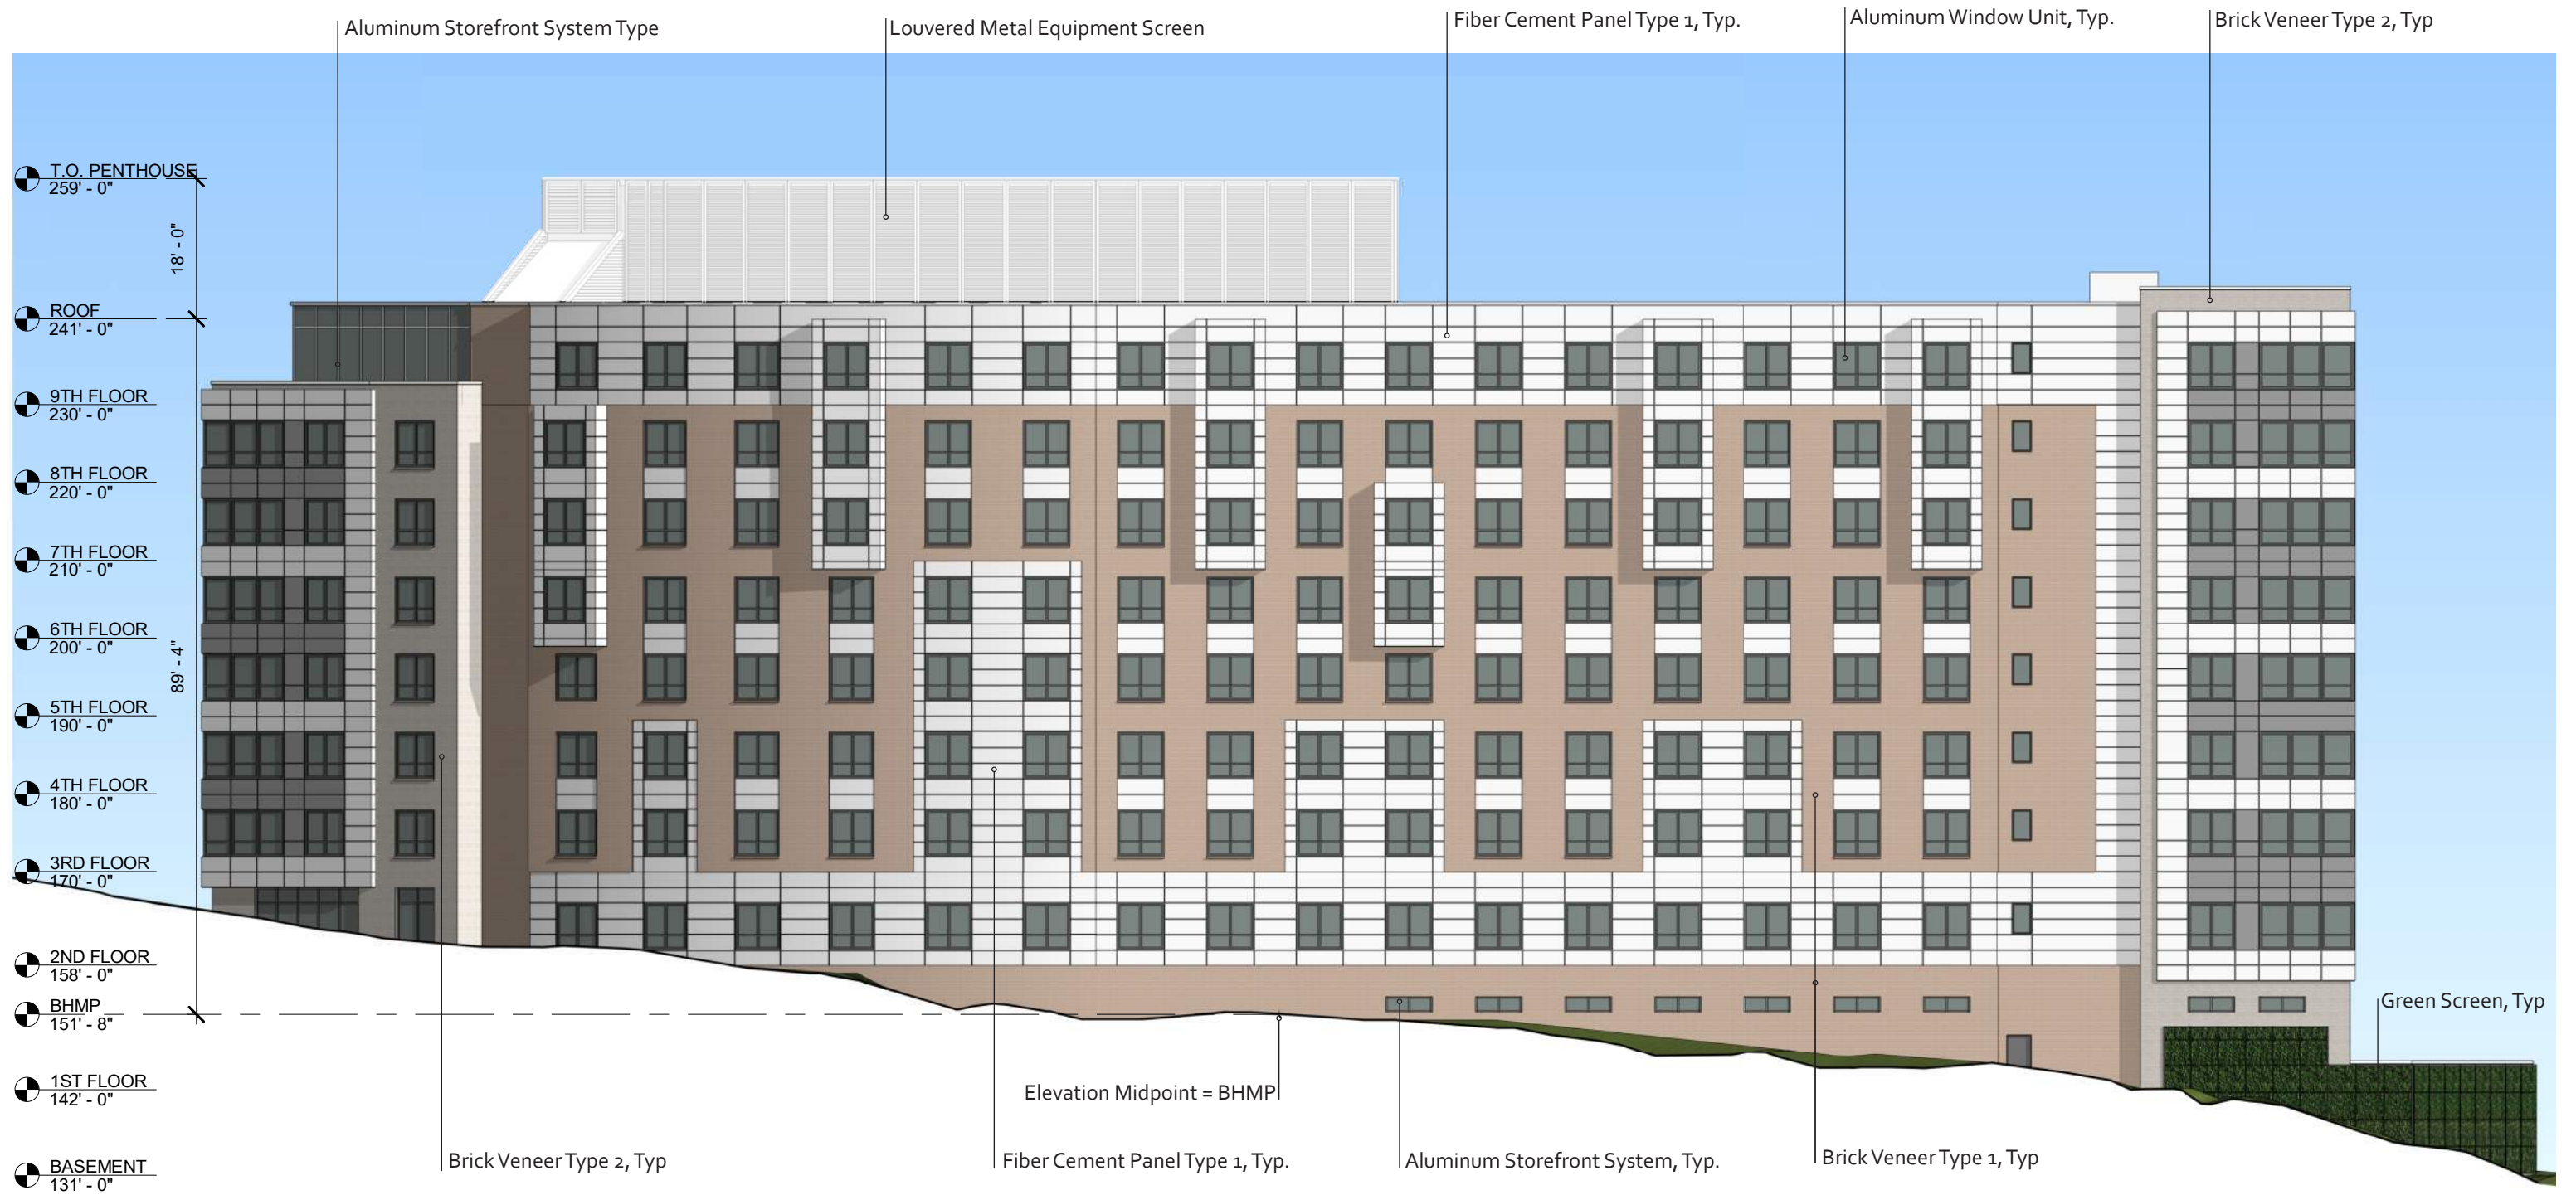 Aluminum Storefront System Type
Louvered Metal Equipment Screen
Fiber Cement Panel Type 1, Typ.
Aluminum Window Unit, Typ.
Brick Veneer Type 2, Typ
T.O. PENTHOUSE
259' - 0"
18' - 0"
ROOF
241' - 0"
9TH FLOOR
230' - 0"
8TH FLOOR
220' - 0"
7TH FLOOR
210' - 0"
6TH FLOOR
200' - 0"
89' - 4"
5TH FLOOR
190' - 0"
4TH FLOOR
180' - 0"
3RD FLOOR
170' - 0"
2ND FLOOR
158' - 0"
BHMP
151' - 8"
Green Screen, Typ
1ST FLOOR
142' - 0"
Elevation Midpoint = BHMP
BASEMENT
131' - 0"
Brick Veneer Type 2, Typ
Fiber Cement Panel Type 1, Typ.
Aluminum Storefront System, Typ.
Brick Veneer Type 1, Typ